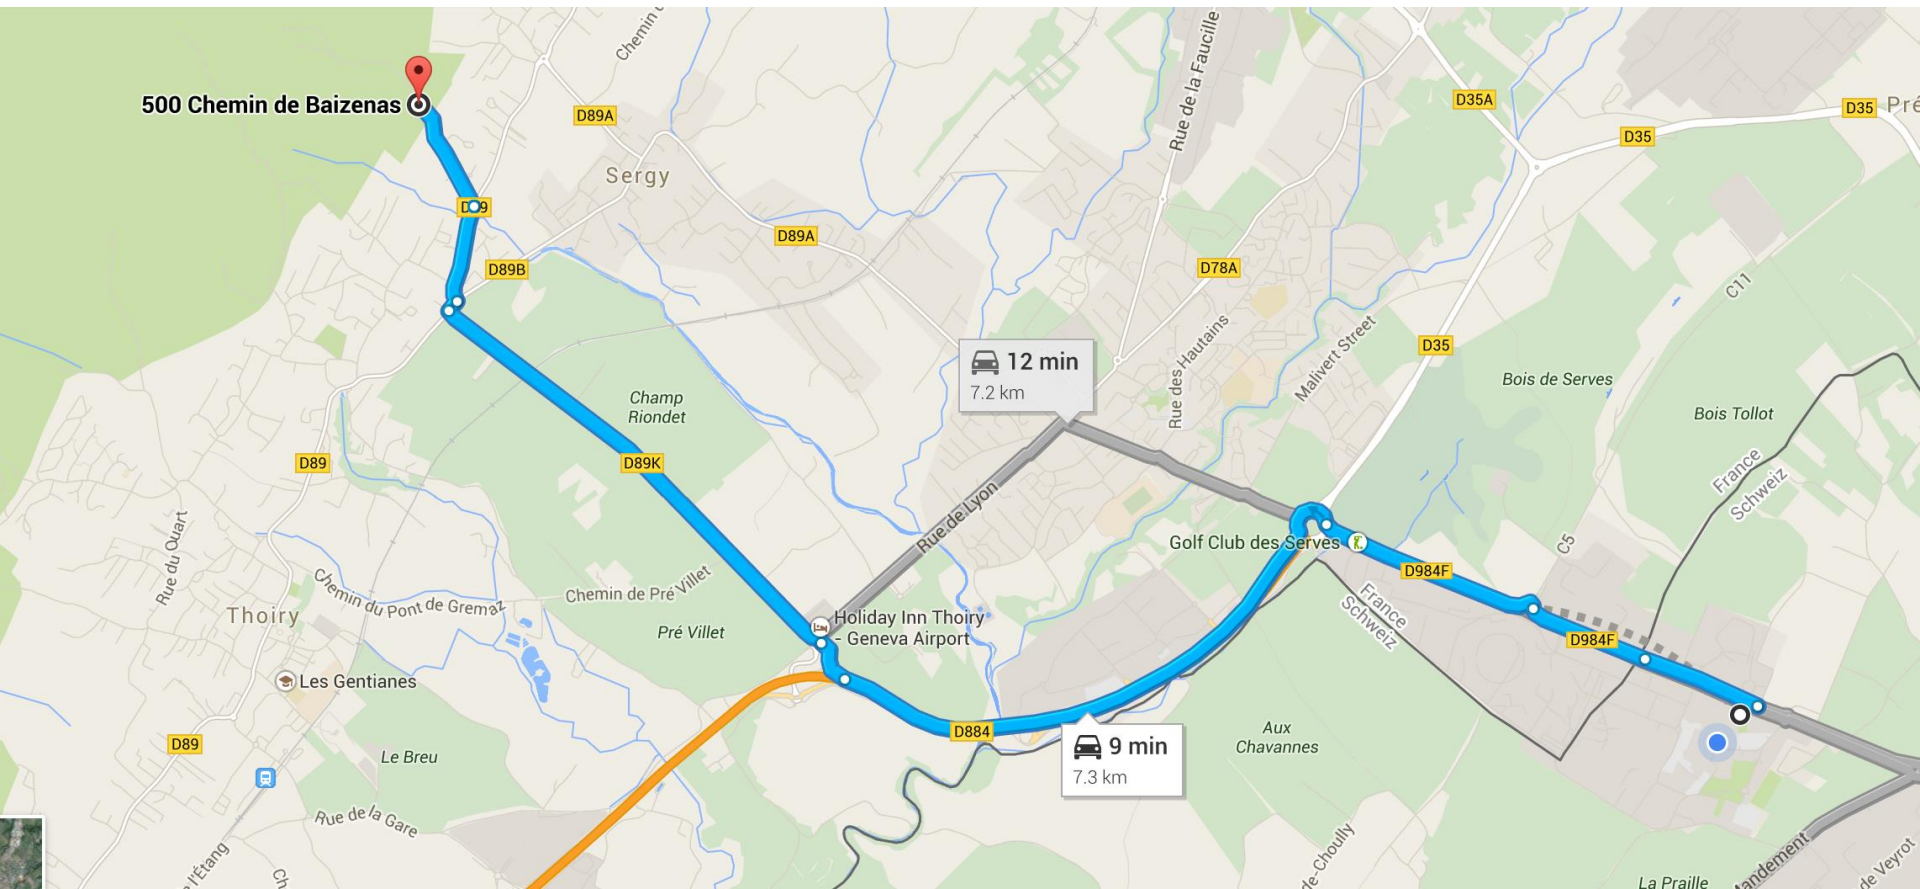 Chemin
Rue de la Faucille
D35A
D35
500 Chemin de Baizenas
D89A
D35
Sergy
D89A
D89B
D78A
C11
12 min
7.2 km
Rue des Hautains
Malivert Street
D35
Bois de Serves
Bois Tollot
Champ
Riondet
D89
D89K
France
Schweiz
Rue de Lyon
Rue du Quart
Golf Club des Serves
C5
D984F
Chemin du Pont de Gremaz
Chemin de Pré Villet
France
Schweiz
Thoiry
Holiday Inn Thoiry
- Geneva Airport
Pré Villet
D984F
Les Gentianes
D884
D89
Le Breu
9 min
7.3 km
Aux
Chavannes
Rue de la Gare
La Praille